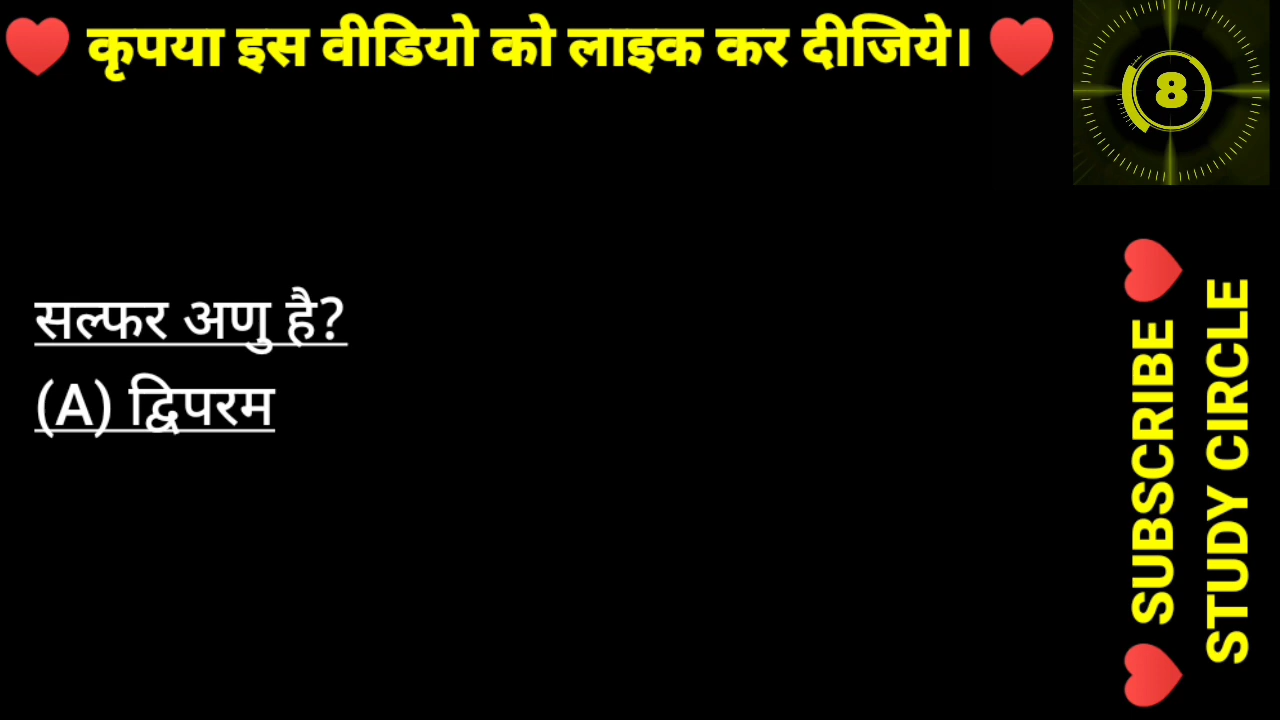 ❤️ कृपया इस वीडियो को लाइक कर दीजिये। ❤️
8
सल्फर अणु है?
(A) द्विपरम
❤️ SUBSCRIBE ❤️
STUDY CIRCLE